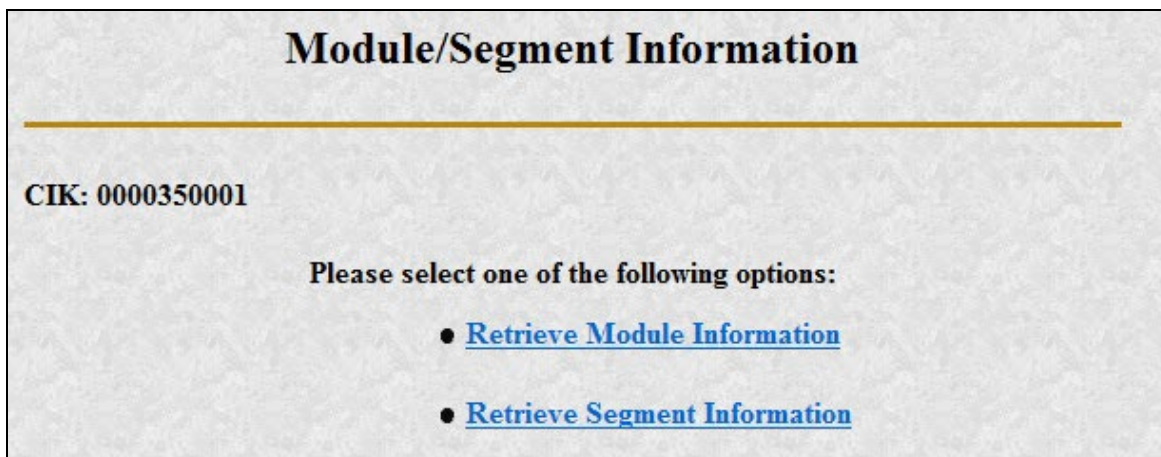 Module/Segment Information
CIK: 0000350001
Please select one of the following options:
Retrieve Module Information
Retrieve Segment Information